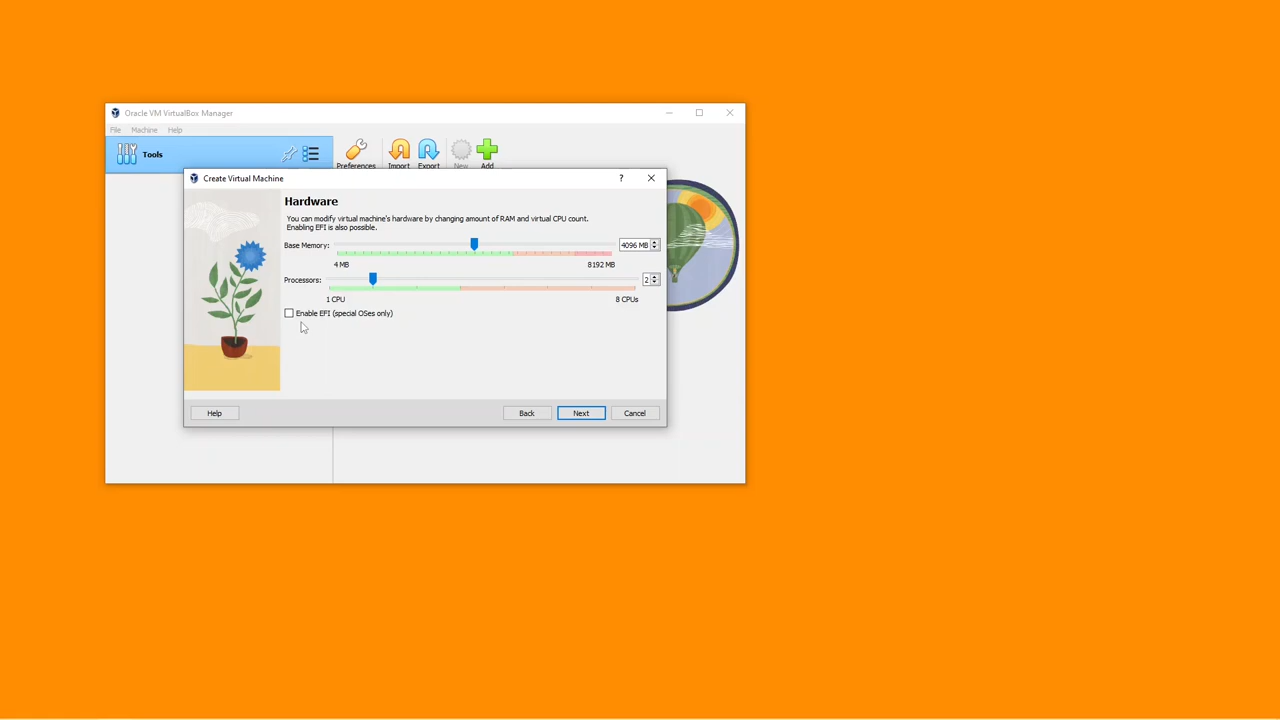 Oracle VM VirtualBox Manager
File Machine Help
Tools
Preferences Import Export New Add
Create Virtual Machine ?
Hardware
You can modify virtual machine's hardware by changing amount of RAM and virtual CPU count.
Enabling EFI is also possible.
Base Memory: 4096 MB
4 MB 8192 MB
Processors: 2
1 CPU 8 CPUs
Enable EFI (special OSes only)
Help Back Next Cancel